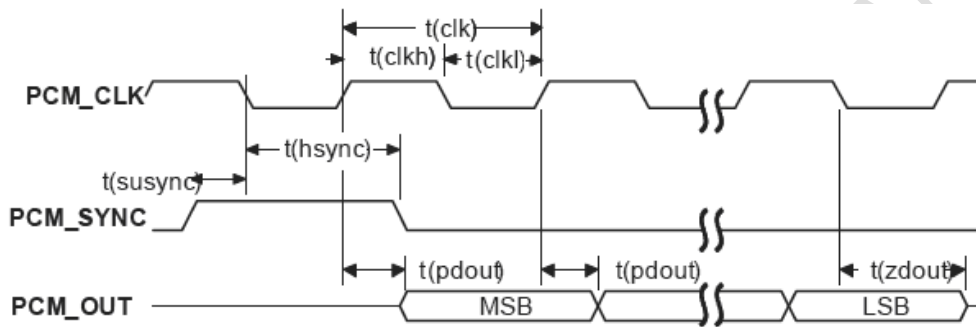 t(clk)
t(clkh) t(clkl)
PCM_CLK
t(hsync)
t(susync)
PCM_SYNC
t(pdout) t(pdout) t(zdout)
PCM_OUT MSB LSB